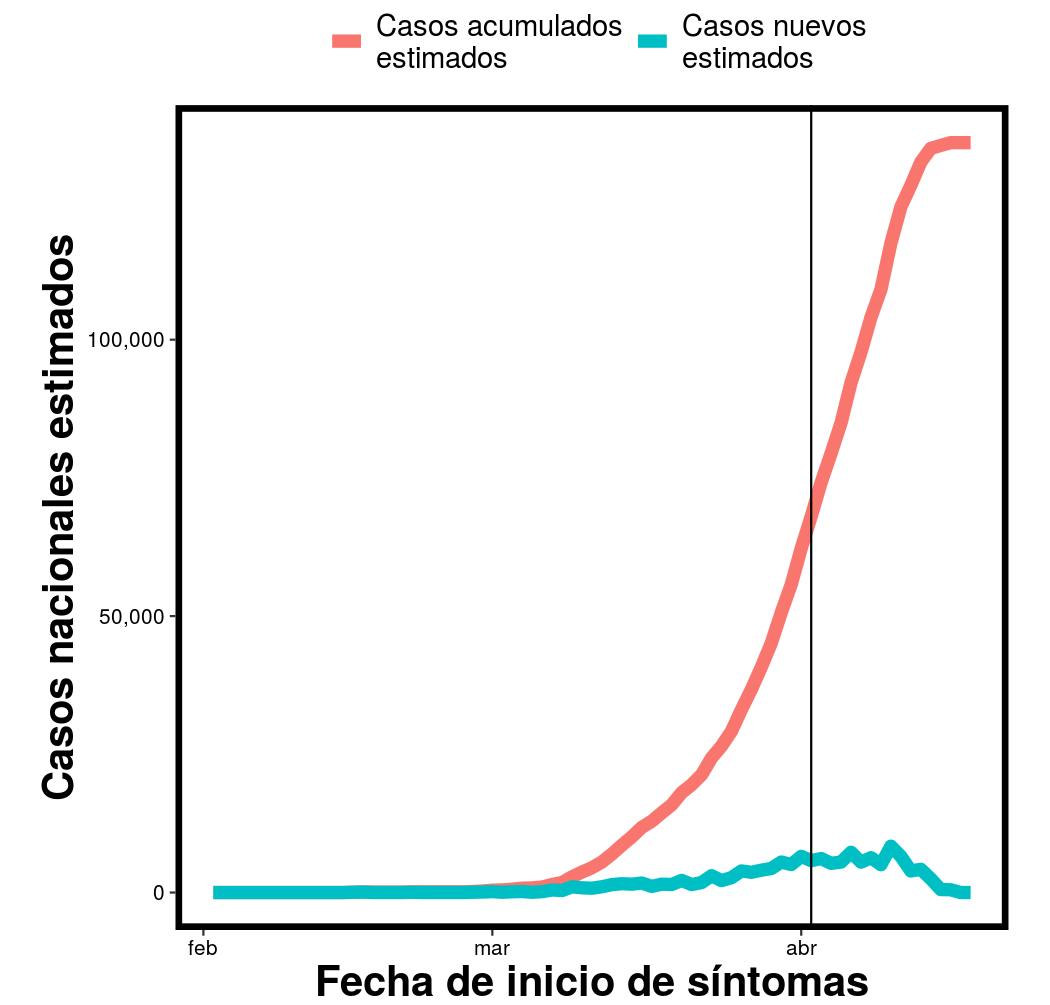 Casos acumulados
estimados
Casos nuevos
estimados
Casos nacionales estimados
100,000
50,000
0
feb
mar
abr
Fecha de inicio de síntomas